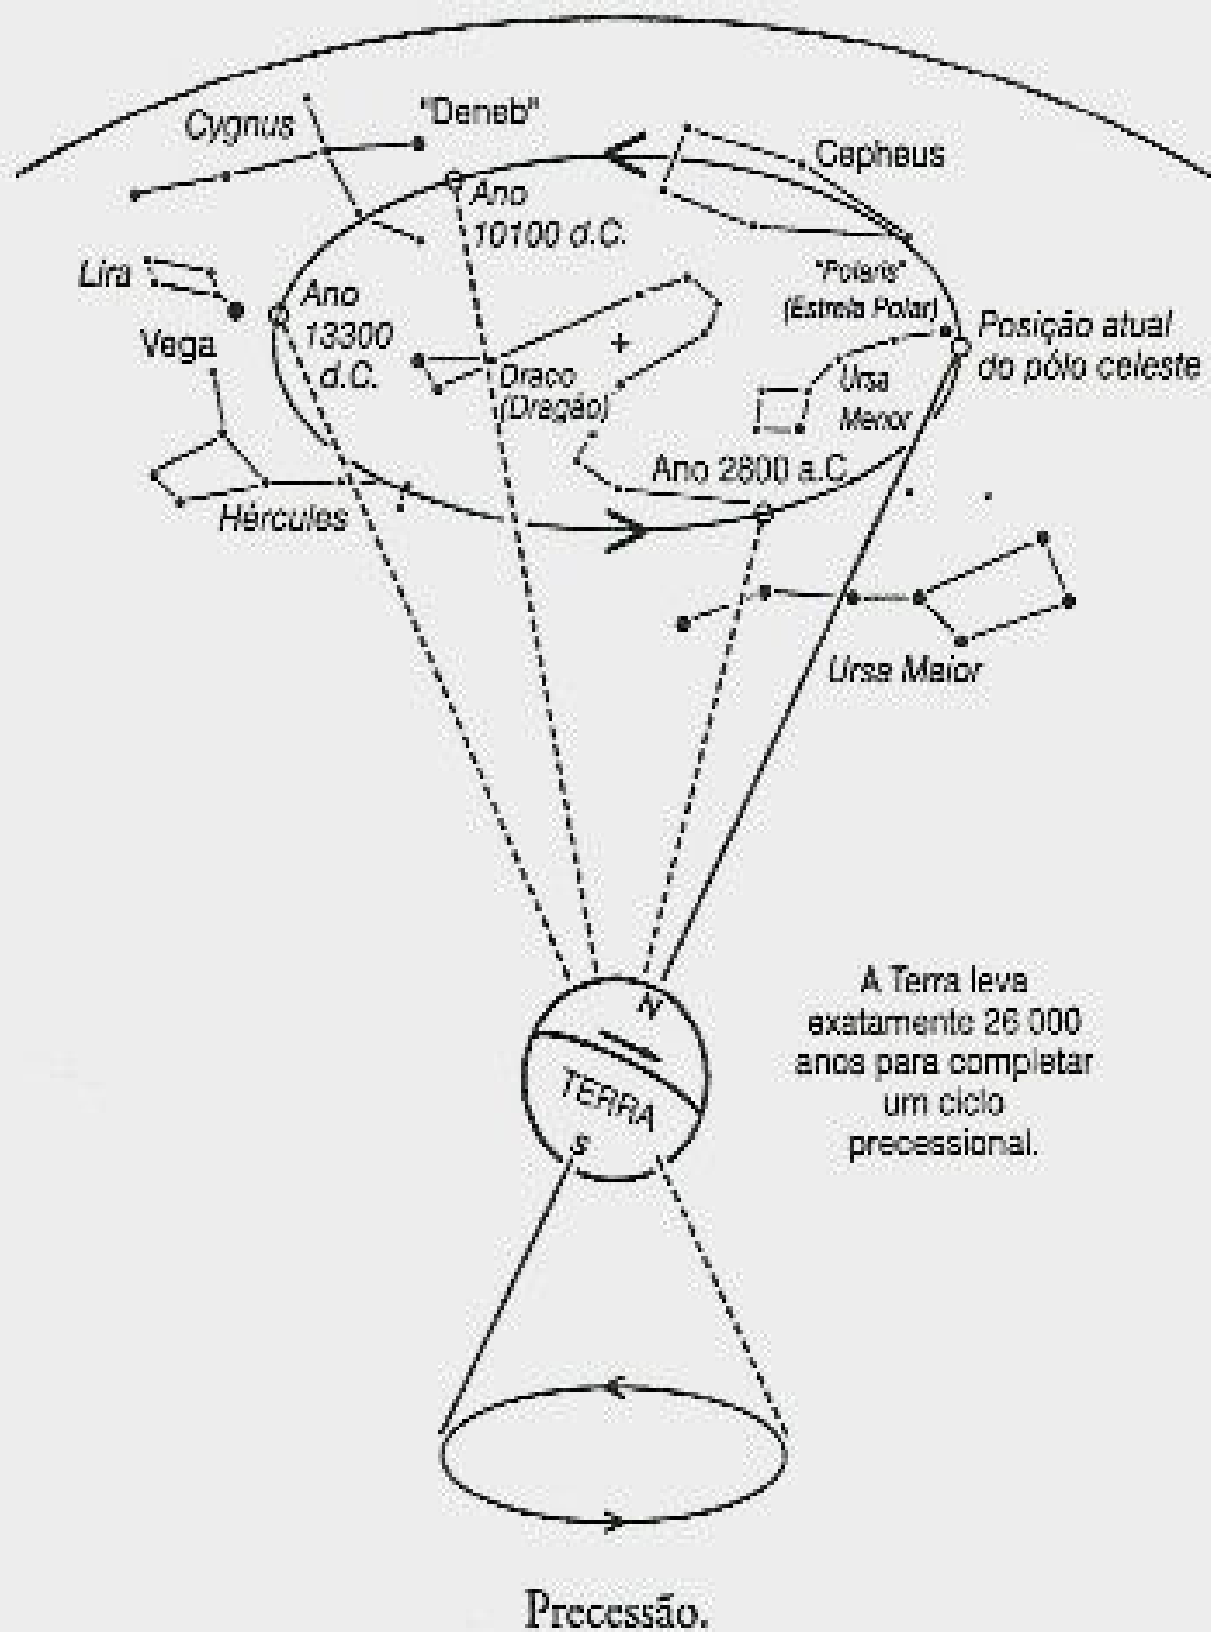 Cygnus
"Deneb"
Cepheus
Ano
10100 d.C.
Lira
Vega
Ano
13300
d.C.
"Polaris"
(Estrela Polar)
Posição atual
do pólo celeste
Draco
(Dragão)
Ursa
Menor
Ano 2800 a.C.
Hércules
Ursa Maior
N
TERRA
S
A Terra leva
exatamente 26 000
anos para completar
um ciclo
precessional.
Precessão.